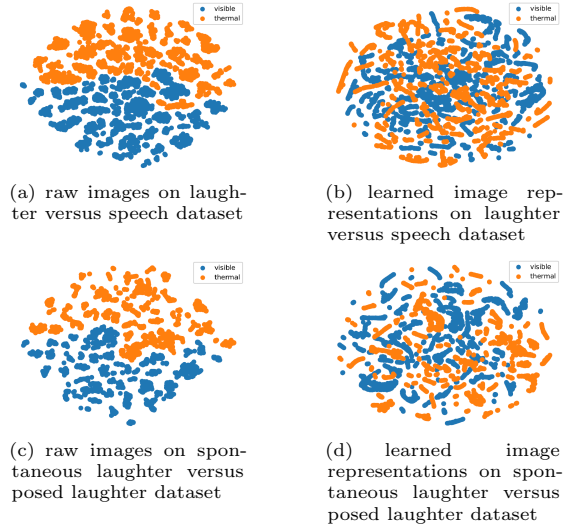 visible
thermal
visible
thermal
(a) raw images on laugh-
ter versus speech dataset
(b) learned image rep-
resentations on laughter
versus speech dataset
visible
thermal
visible
thermal
(c) raw images on spon-
taneous laughter versus
posed laughter dataset
(d) learned image
representations on spon-
taneous laughter versus
posed laughter dataset